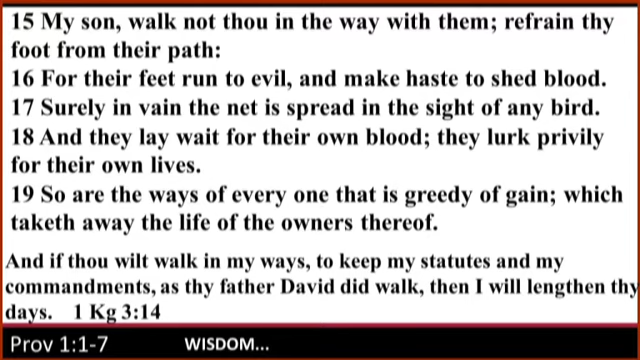 15 My son, walk not thou in the way with them; refrain thy
foot from their path:
16 For their feet run to evil, and make haste to shed blood.
17 Surely in vain the net is spread in the sight of any bird.
18 And they lay wait for their own blood; they lurk privily
for their own lives.
19 So are the ways of every one that is greedy of gain; which
taketh away the life of the owners thereof.
And if thou wilt walk in my ways, to keep my statutes and my
commandments, as thy father David did walk, then I will lengthen thy
days. 1 Kg 3:14
Prov 1:1-7 WISDOM...